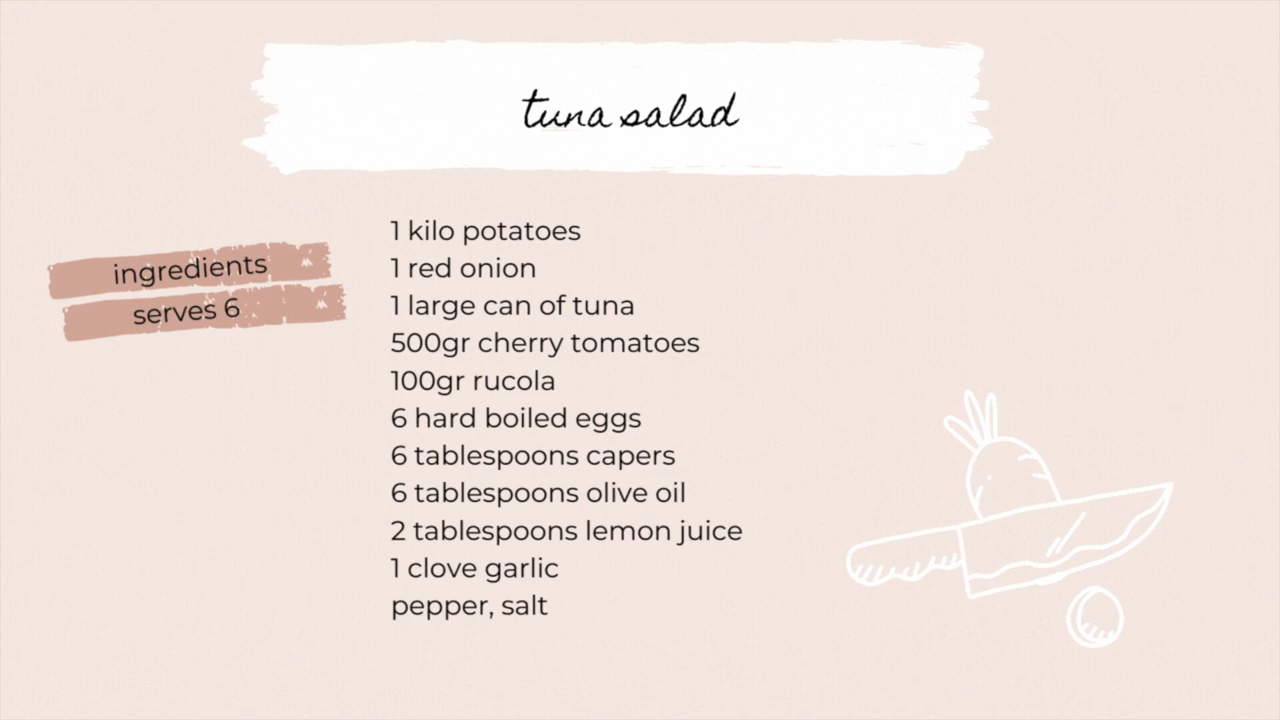 tuna salad
ingredients
serves 6
1 kilo potatoes
1 red onion
1 large can of tuna
500gr cherry tomatoes
100gr rucola
6 hard boiled eggs
6 tablespoons capers
6 tablespoons olive oil
2 tablespoons lemon juice
1 clove garlic
pepper, salt